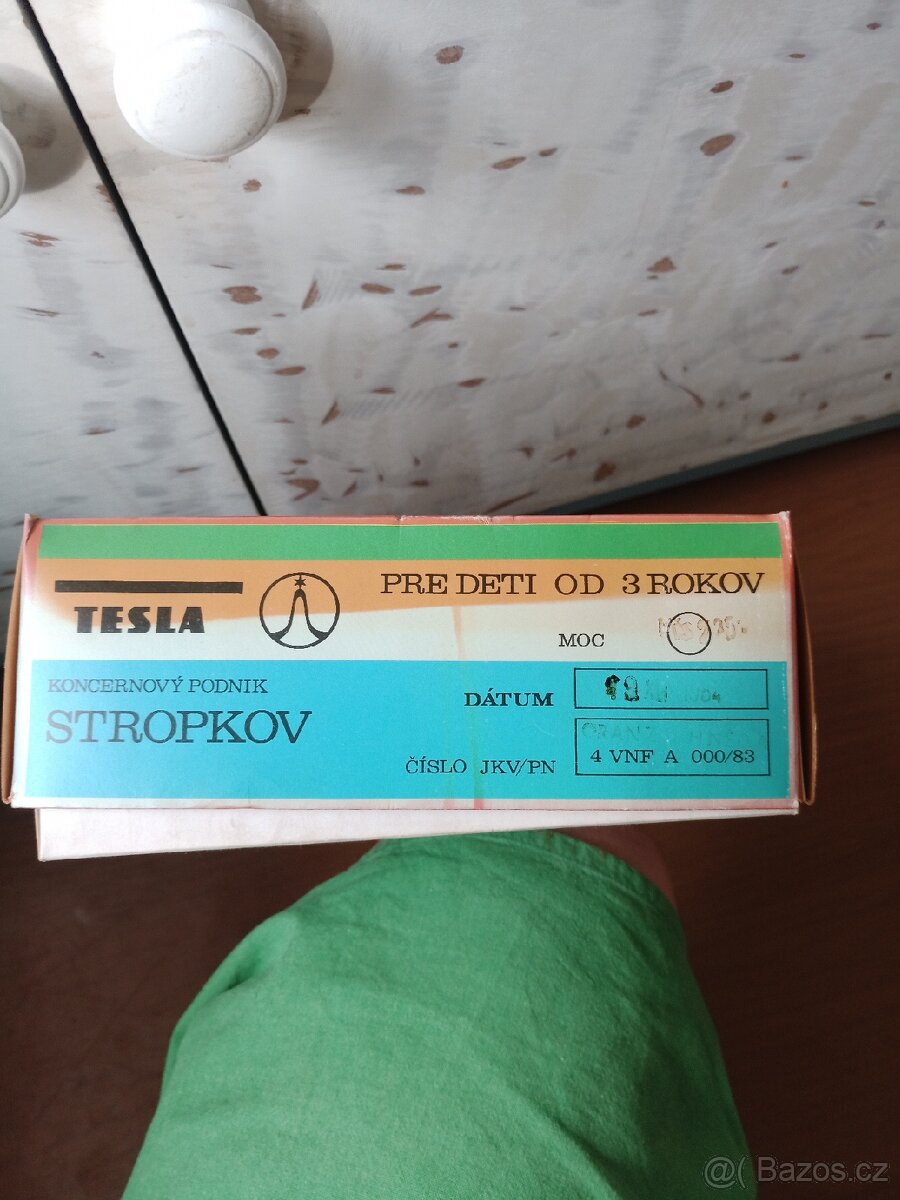 TESLA
PRE DETI OD 3 ROKOV
MOC
KONCERNOVÝ PODNIK
STROPKOV
DÁTUM
ČÍSLO JKV/PN
4 VNF A 000/83
@( Bazos.cz